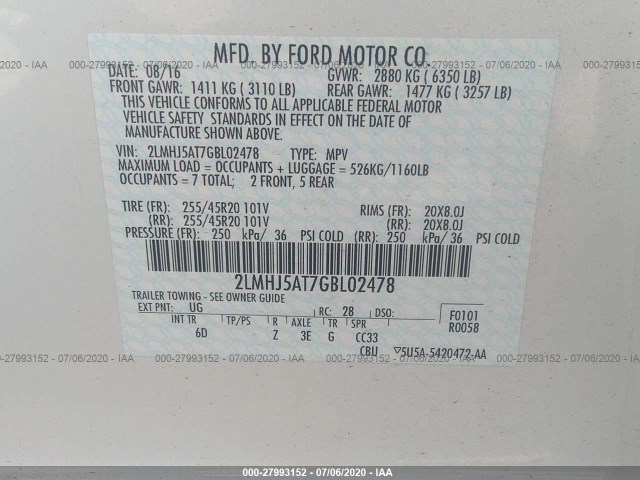 000-27993152 - 07/06/2020 - IAA
MFD. BY FORD MOTOR CO
DATE: 08/16 GVWR: 2880 KG ( 6350 LB)
FRONT GAWR: 1411 KG ( 3110 LB) REAR GAWR: 1477 KG ( 3257 LB)
THIS VEHICLE CONFORMS TO ALL APPLICABLE FEDERAL MOTOR
VEHICLE SAFETY STANDARDS IN EFFECT ON THE DATE OF
MANUFACTURE SHOWN ABOVE.
VIN: 2LMHJ5AT7GBL02478 TYPE: MPV
MAXIMUM LOAD = OCCUPANTS + LUGGAGE = 526KG/1160LB
OCCUPANTS = 7 TOTAL; 2 FRONT, 5 REAR
TIRE (FR): 255/45R20 101V RIMS (FR): 20X8.0J
(RR): 255/45R20 101V (RR): 20X8.0J
PRESSURE (FR): 250 kPa/ 36 PSI COLD (RR): 250 kPa/ 36 PSI COLD
2LMHJ5AT7GBL02478
TRAILER TOWING - SEE OWNER GUIDE
EXT PNT: UG RC: 28 DSO: F0101
R0058
INT TR TP/PS R AXLE TR SPR
6D Z 3E G CC33
CBU ▽5U5A-5420472-AA
000-27993152 - 07/06/2020 - IAA